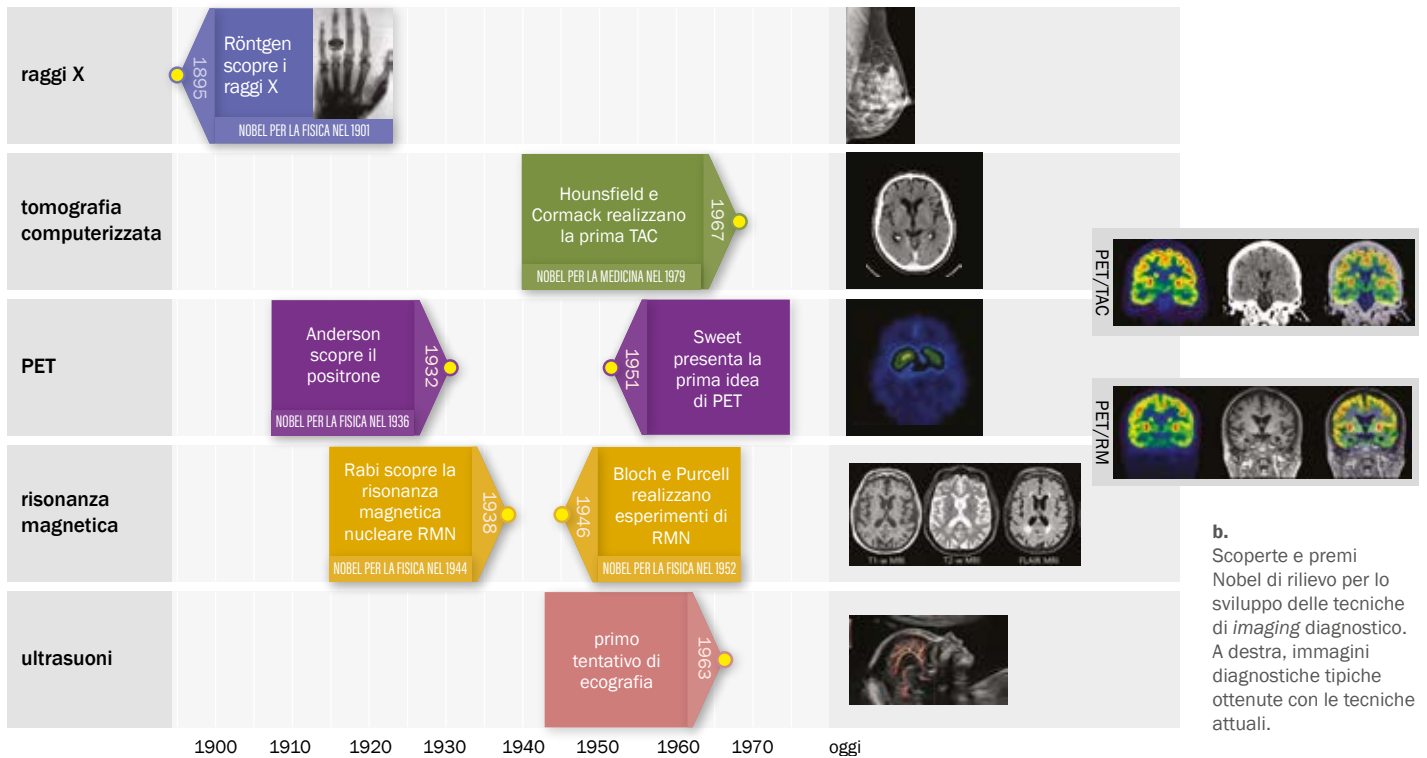 raggi X
1895
Röntgen
scopre i
raggi X
NOBEL PER LA FISICA NEL 1901
tomografia
computerizzata
Hounsfield e
Cormack realizzano
la prima TAC
NOBEL PER LA MEDICINA NEL 1979
1967
PET/TAC
PET
Anderson
scopre il
positrone
NOBEL PER LA FISICA NEL 1936
1932
1951
Sweet
presenta la
prima idea
di PET
PET/RM
risonanza
magnetica
Rabi scopre la
risonanza
magnetica
nucleare RMN
NOBEL PER LA FISICA NEL 1944
1938
1946
Bloch e Purcell
realizzano
esperimenti di
RMN
NOBEL PER LA FISICA NEL 1952
T1-w MRI
T2-w MRI
FLAIR MRI
ultrasuoni
primo
tentativo di
ecografia
1963
1900
1910
1920
1930
1940
1950
1960
1970
oggi
b.
Scoperte e premi
Nobel di rilievo per lo
sviluppo delle tecniche
di imaging diagnostico.
A destra, immagini
diagnostiche tipiche
ottenute con le tecniche
attuali.